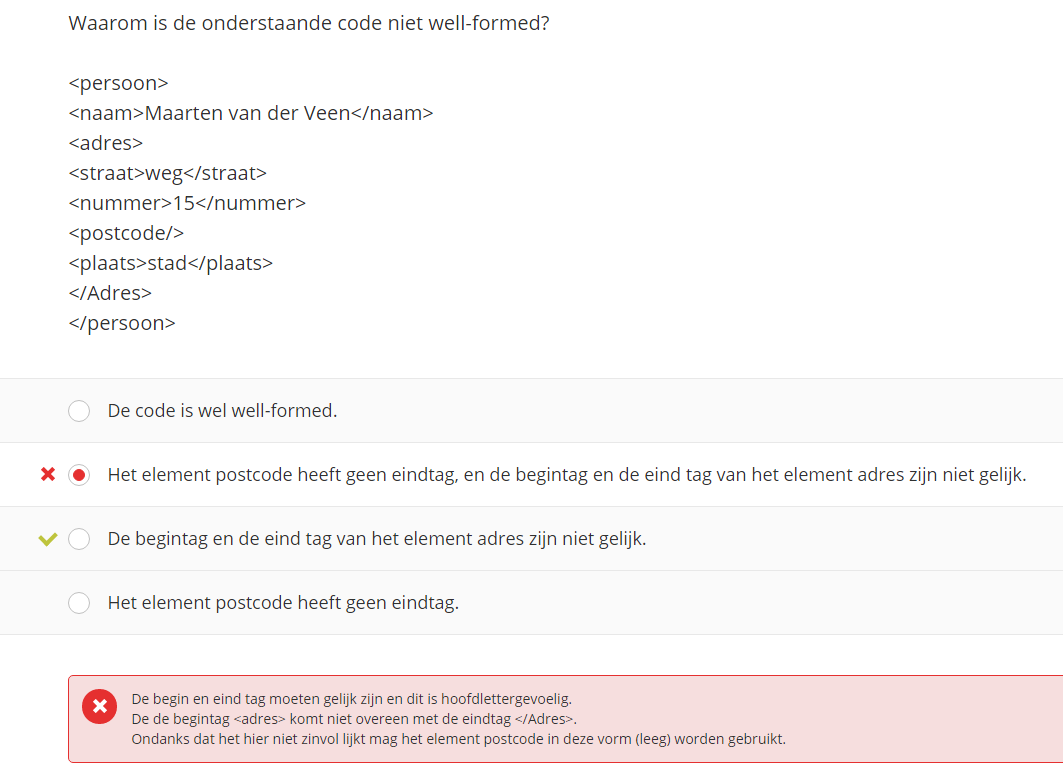 Waarom is de onderstaande code niet well-formed?
<persoon>
<naam>Maarten van der Veen</naam>
<adres>
<straat>weg</straat>
<nummer>15</nummer>
<postcode/>
<plaats>stad</plaats>
</Adres>
</persoon>
De code is wel well-formed.
Het element postcode heeft geen eindtag, en de begintag en de eind tag van het element adres zijn niet gelijk.
De begintag en de eind tag van het element adres zijn niet gelijk.
Het element postcode heeft geen eindtag.
De begin en eind tag moeten gelijk zijn en dit is hoofdlettergevoelig.
De de begintag <adres> komt niet overeen met de eindtag </Adres>.
Ondanks dat het hier niet zinvol lijkt mag het element postcode in deze vorm (leeg) worden gebruikt.